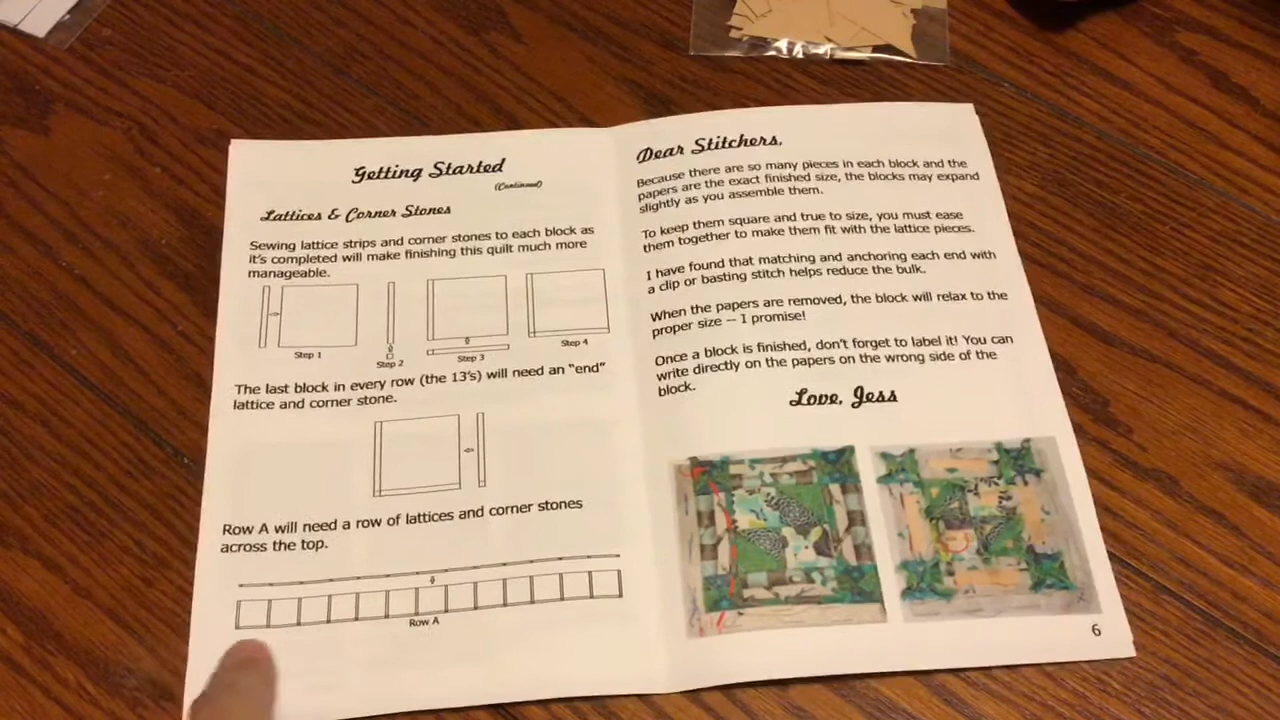 Getting Started
(Continued)
Lattices & Corner Stones
Sewing lattice strips and corner stones to each block as
it's completed will make finishing this quilt much more
manageable.
Step 1
Step 2
Step 3
Step 4
The last block in every row (the 13's) will need an "end"
lattice and corner stone.
Row A will need a row of lattices and corner stones
across the top.
Row A
Dear Stitchers,
Because there are so many pieces in each block and the
papers are the exact finished size, the blocks may expand
slightly as you assemble them.
To keep them square and true to size, you must ease
them together to make them fit with the lattice pieces.
I have found that matching and anchoring each end with
a clip or basting stitch helps reduce the bulk.
When the papers are removed, the block will relax to the
proper size -- I promise!
Once a block is finished, don't forget to label it! You can
write directly on the papers on the wrong side of the
block.
Love, Jess
6